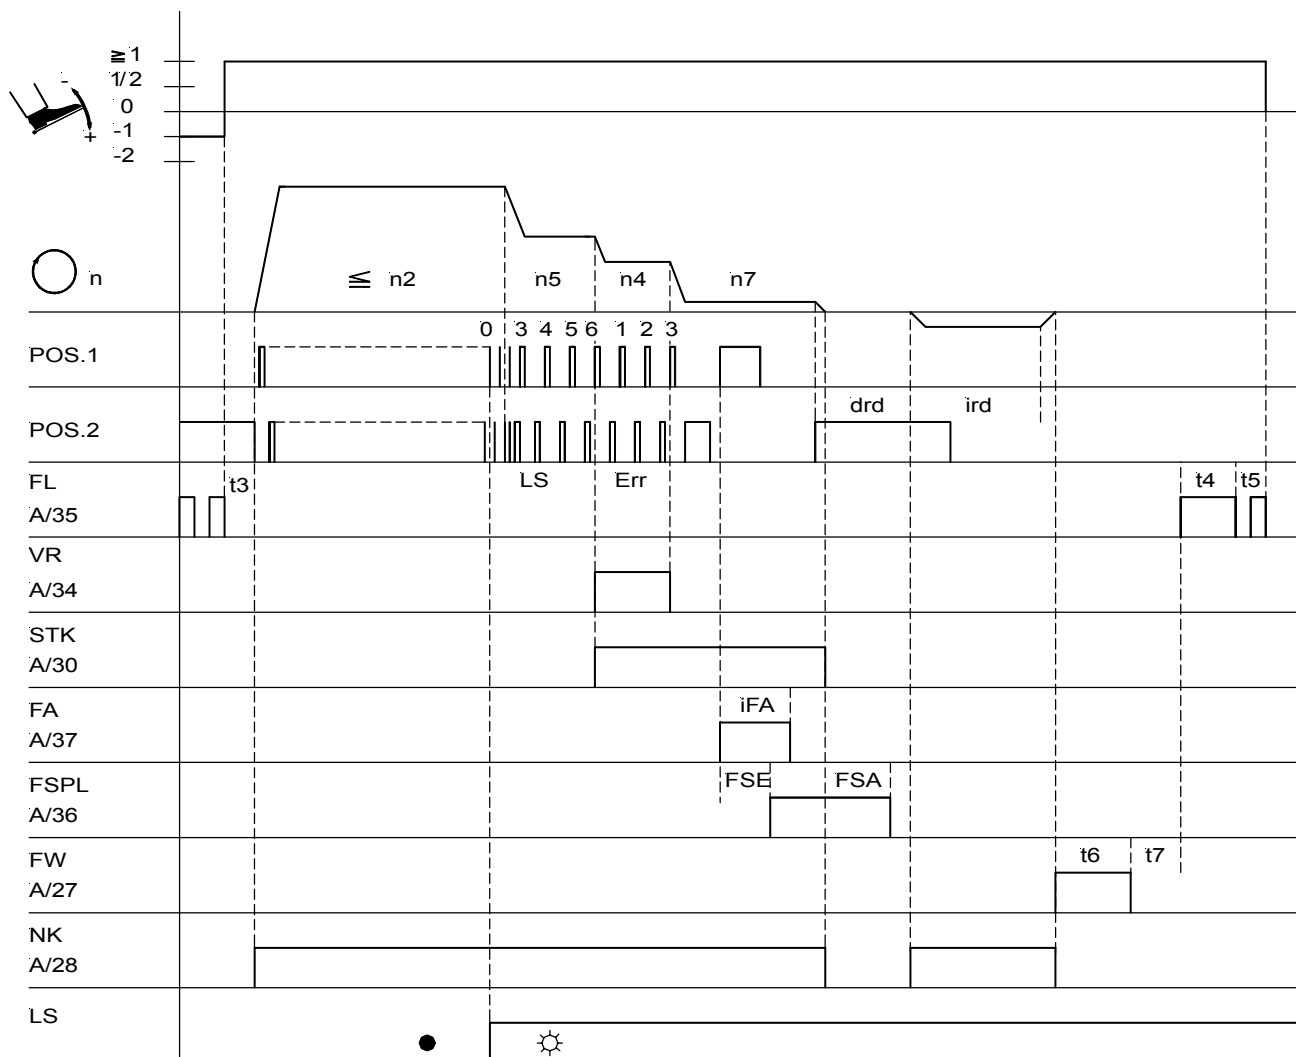 ≧ 1
1/2
-
0
-1
+
-2
n
≦ n2
n5
n4
n7
0 3 4 5 6 1 2 3
POS.1
drd
ird
POS.2
FL
t3
LS
Err
t4
t5
A/35
VR
A/34
STK
A/30
FA
iFA
A/37
FSPL
FSE
FSA
A/36
FW
t6
t7
A/27
NK
A/28
LS